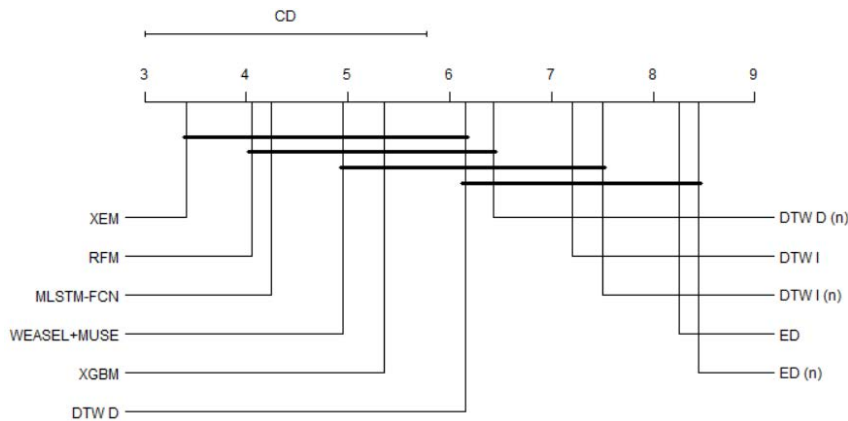 CD
3 4 5 6 7 8 9
XEM
RFM
MLSTM-FCN
WEASEL+MUSE
XGBM
DTW D
DTW D (n)
DTW I
DTW I (n)
ED
ED (n)